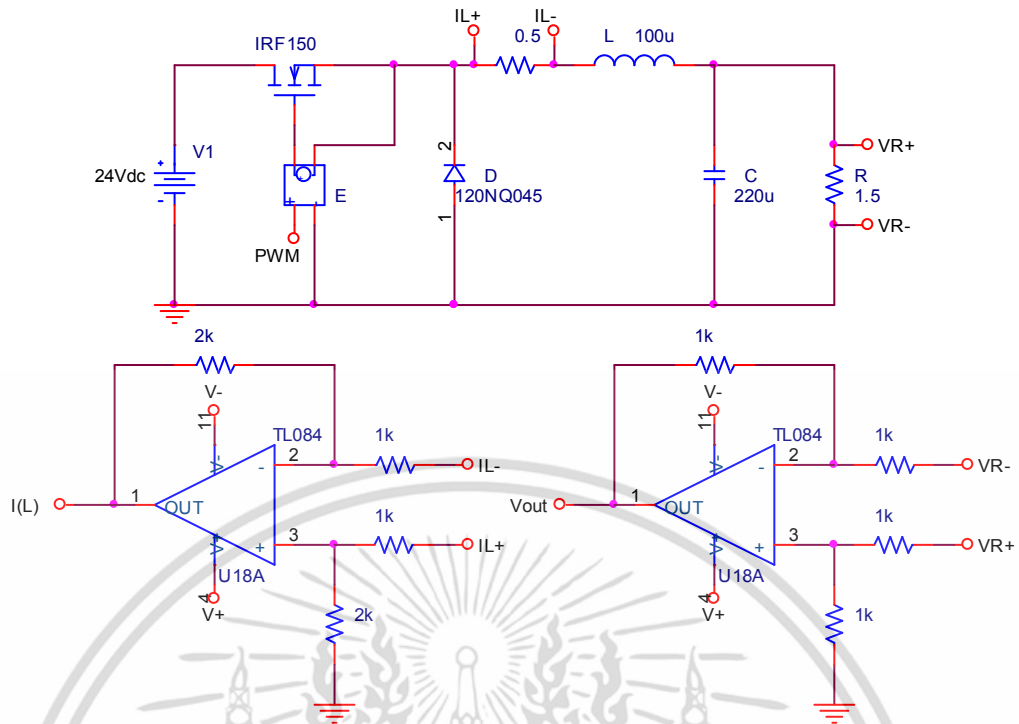 IL+ IL-
IRF150 0.5 L 100u
V1
24Vdc
+
-
E
+ -
PWM
2
D
120NQ045
1
C
220u
VR+
R
1.5
VR-
2k
V-
11
TL084
1k
2
IL-
V-
-
I(L)
1
OUT
V+
+
3
1k
IL+
U18A
4
V+
2k
1k
V-
11
TL084
1k
2
VR-
V-
-
Vout
1
OUT
V+
+
3
1k
VR+
U18A
4
V+
1k